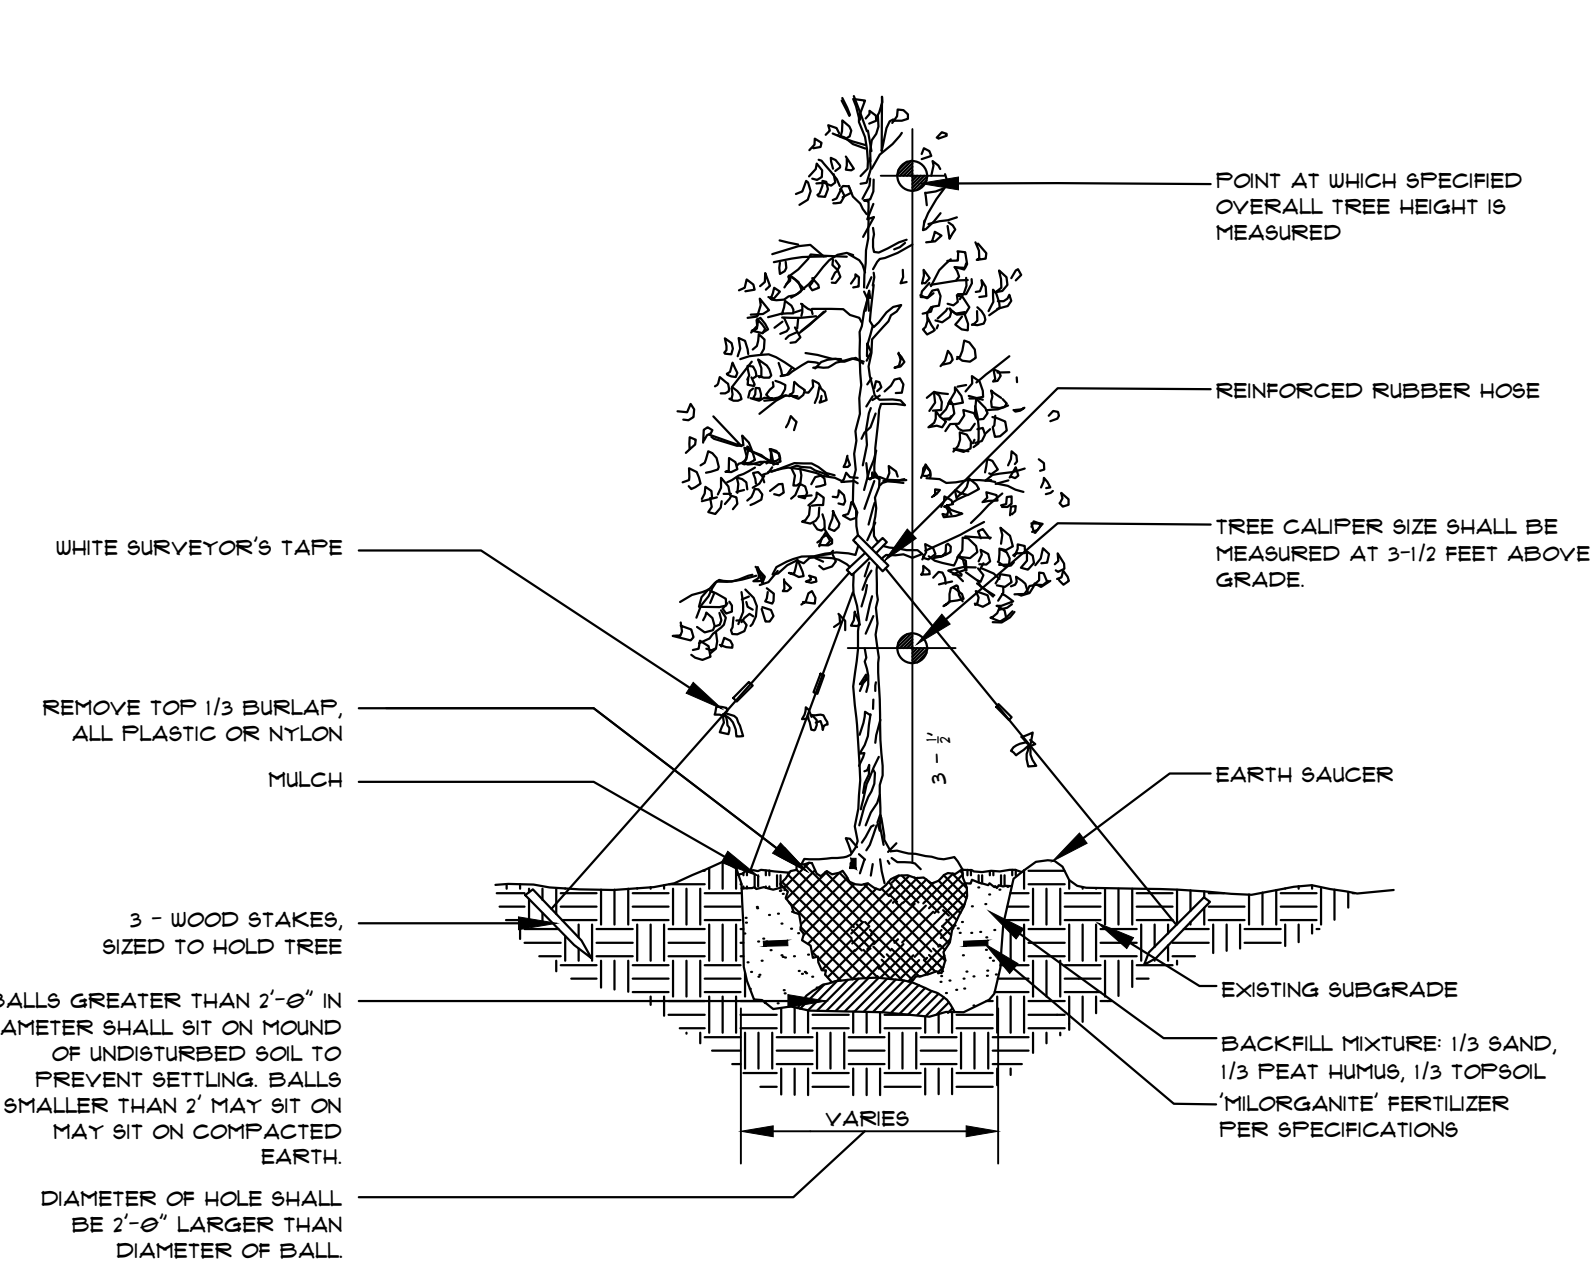 POINT AT WHICH SPECIFIED
OVERALL TREE HEIGHT IS
MEASURED
REINFORCED RUBBER HOSE
TREE CALIPER SIZE SHALL BE
MEASURED AT 3-1/2 FEET ABOVE
GRADE.
WHITE SURVEYOR'S TAPE
REMOVE TOP 1/3 BURLAP,
ALL PLASTIC OR NYLON
MULCH
3 - 1/2'
EARTH SAUCER
3 - WOOD STAKES,
SIZED TO HOLD TREE
BALLS GREATER THAN 2'-0" IN
AMETER SHALL SIT ON MOUND
OF UNDISTURBED SOIL TO
PREVENT SETTLING. BALLS
SMALLER THAN 2' MAY SIT ON
MAY SIT ON COMPACTED
EARTH.
EXISTING SUBGRADE
BACKFILL MIXTURE: 1/3 SAND,
1/3 PEAT HUMUS, 1/3 TOPSOIL
'MILORGANITE' FERTILIZER
PER SPECIFICATIONS
VARIES
DIAMETER OF HOLE SHALL
BE 2'-0" LARGER THAN
DIAMETER OF BALL.